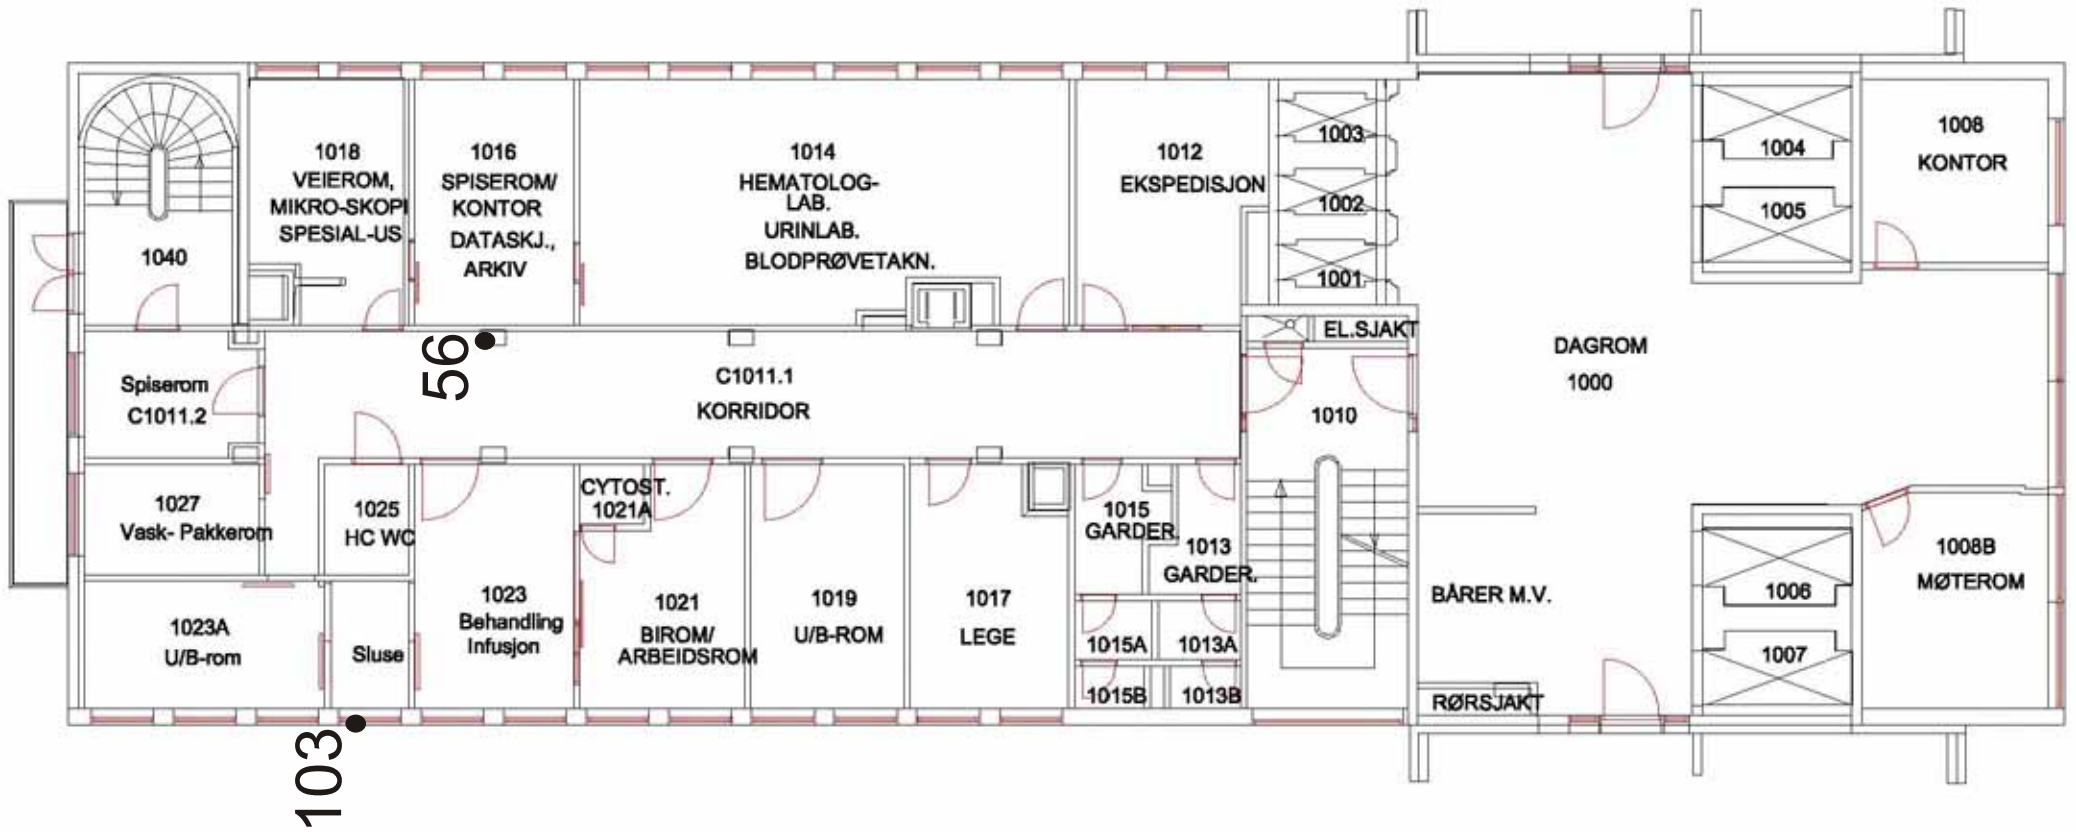 1018
VEIEROM,
MIKRO-SKOPI
SPESIAL-US
1016
SPISEROM/
KONTOR
DATASKJ.,
ARKIV
1014
HEMATOLOG-
LAB.
URINLAB.
BLODPRØVETAKN.
1012
EKSPEDISJON
1003
1002
1001
1004
1005
1008
KONTOR
1040
EL.SJAKT
DAGROM
1000
56
C1011.1
KORRIDOR
Spiserom
C1011.2
1010
1027
Vask- Pakkerom
1025
HC WC
CYTOST.
1021A
1015
GARDER.
1013
GARDER.
1023
Behandling
Infusjon
1021
BIROM/
ARBEIDSROM
1019
U/B-ROM
1017
LEGE
BÅRER M.V.
1006
1007
1008B
MØTEROM
1023A
U/B-rom
Sluse
1015A
1013A
1015B
1013B
RØRSJAKT
103